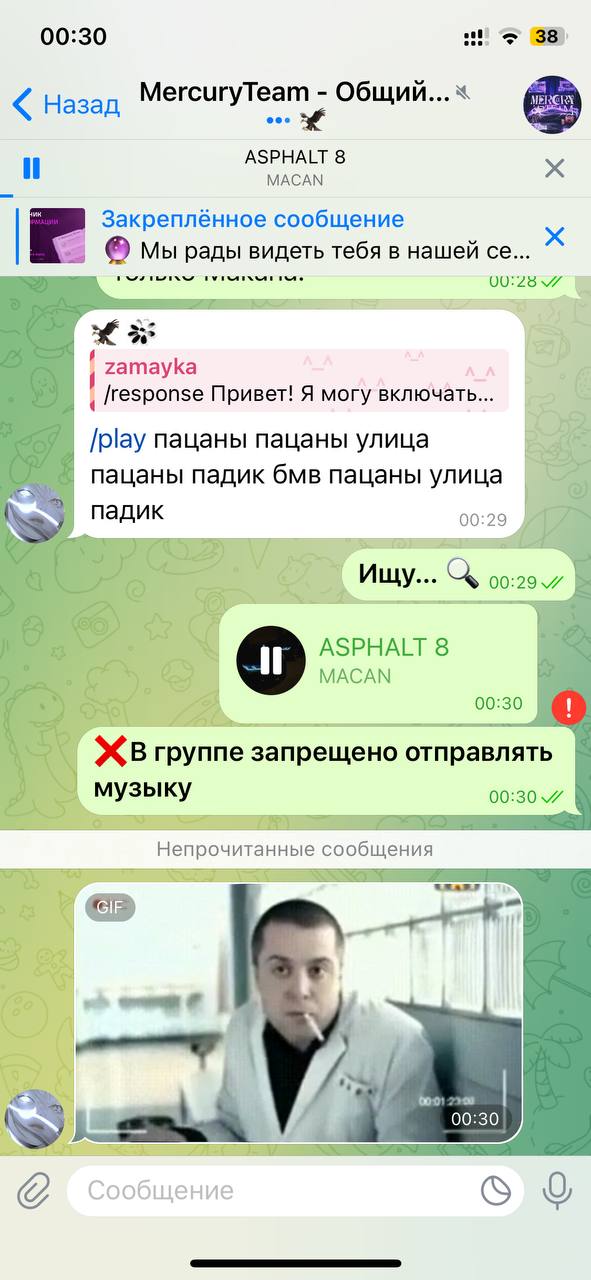 00:30
38
Назад
MercuryTeam - Общий...
MERCURY
ASPHALT 8
MACAN
Закреплённое сообщение
🔮 Мы рады видеть тебя в нашей се...
только Макана.
00:28
zamayka
^_^
^_^
^_^
/response Привет! Я могу включать...
/play пацаны пацаны улица
пацаны падик бмв пацаны улица
падик
00:29
Ищу... 🔍
00:29
ASPHALT 8
MACAN
00:30
❌В группе запрещено отправлять
музыку
00:30
Непрочитанные сообщения
GIF
00:30
Сообщение